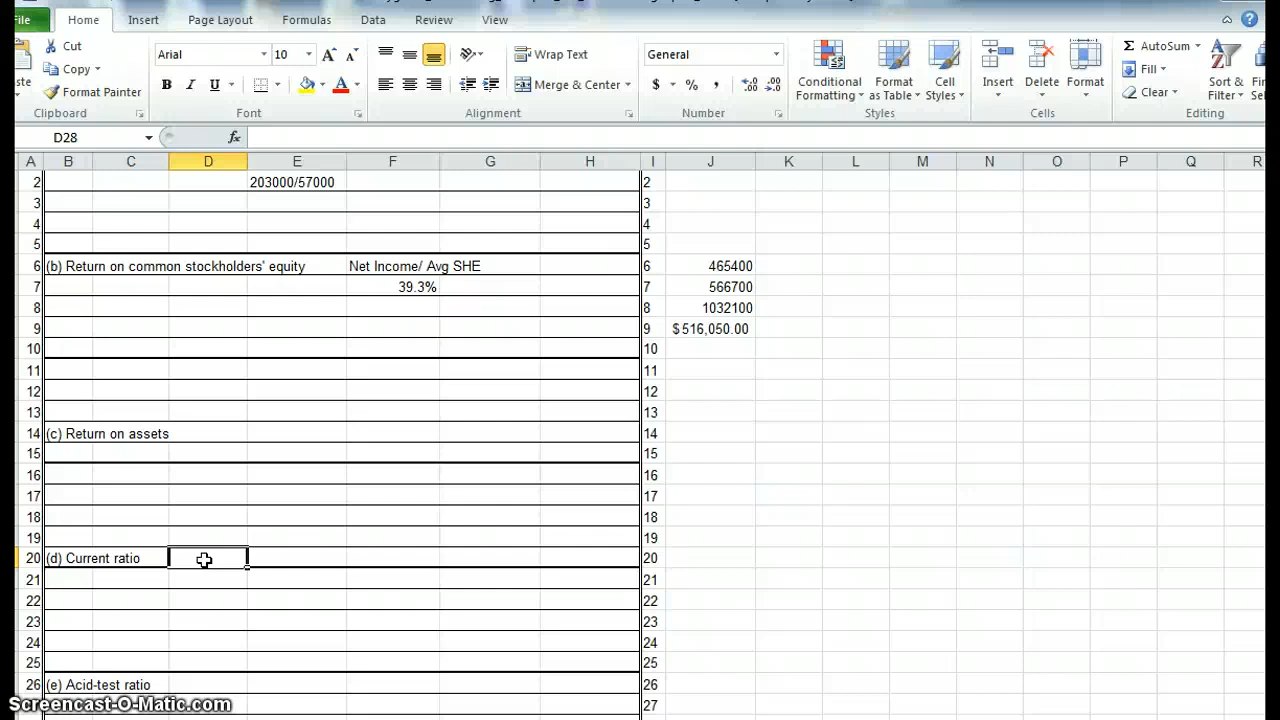 File Home Insert Page Layout Formulas Data Review View
Cut
Copy
Format Painter
Arial 10
B I U
Wrap Text
Merge & Center
General
$ % ,
Conditional Formatting
Format as Table
Cell Styles
Insert Delete Format
AutoSum
Fill
Clear
Sort & Filter
Clipboard Font Alignment Number Styles Cells Editing
D28 fx
A B C D E F G H I J K L M N O P Q R
2 203000/57000 2
3 3
4 4
5 5
6 (b) Return on common stockholders' equity Net Income/ Avg SHE 6 465400
7 39.3% 7 566700
8 8 1032100
9 9 $516,050.00
10 10
11 11
12 12
13 13
14 (c) Return on assets 14
15 15
16 16
17 17
18 18
19 19
20 (d) Current ratio 20
21 21
22 22
23 23
24 24
25 25
26 (e) Acid-test ratio 26
27
Screencast-O-Matic.com